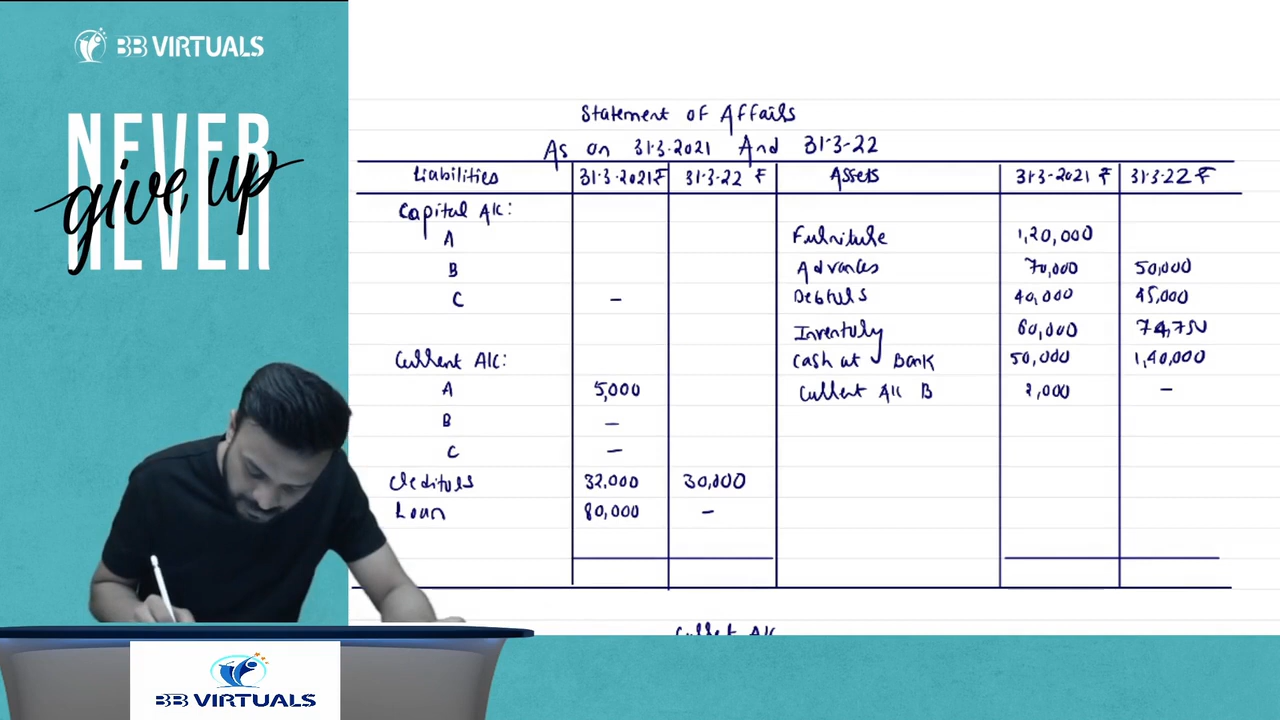 BB VIRTUALS
NEVER
give up
NEVER
Statement of Affairs
As on 31.3.2021 And 31.3-22
Liabilities 31.3.2021 ₹ 31.3.22 ₹ Assets 31.3.2021 ₹ 31.3.22 ₹
Capital A/c:
A Furniture 1,20,000
B Advances 70,000 50,000
C - Debtors 40,000 45,000
Inventory 60,000 74,750
Current A/c: Cash at Bank 50,000 1,40,000
A 5,000 Current A/c B 2,000 -
B -
C -
Creditors 32,000 30,000
Loan 80,000 -
BB VIRTUALS